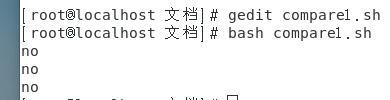 [root@localhost 文档]# gedit compare1.sh
[root@localhost 文档]# bash compare1.sh
no
no
no